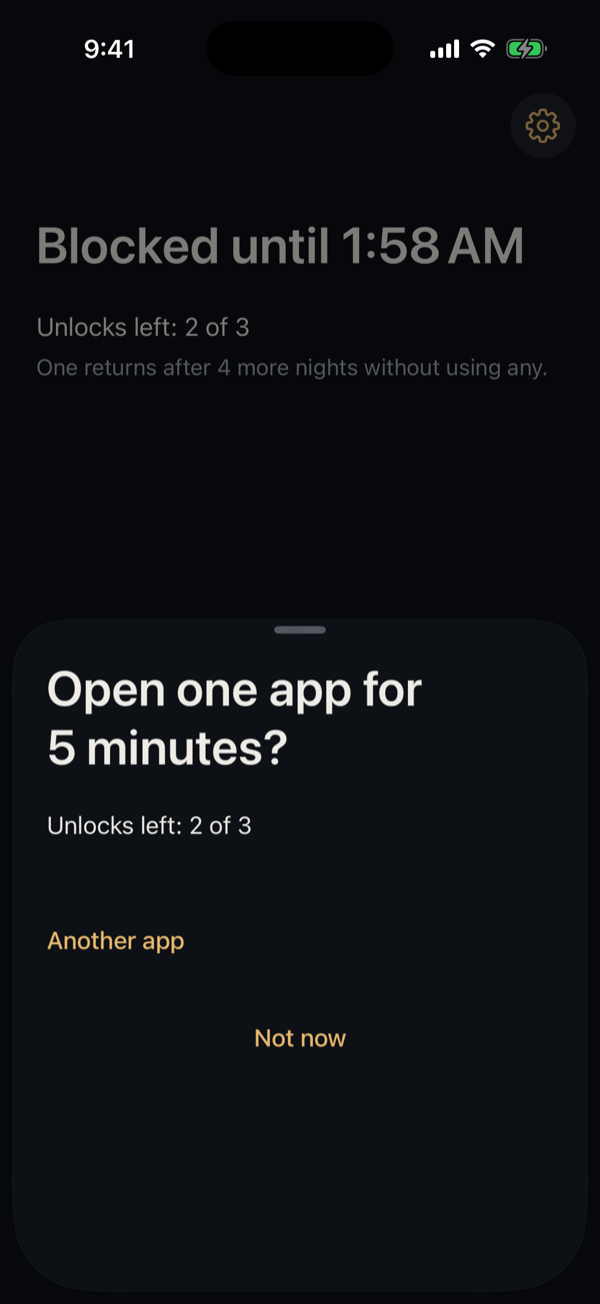 9:41
Blocked until 1:58 AM
Unlocks left: 2 of 3
One returns after 4 more nights without using any.
Open one app for
5 minutes?
Unlocks left: 2 of 3
Another app
Not now